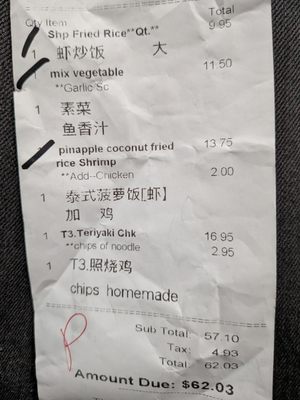 Qty Item Total
1 Shp Fried Rice**Qt.** 9.95
虾炒饭 大
1 mix vegetable 11.50
**Garlic Sc
1 素菜
鱼香汁
1 pinapple coconut fried 13.75
rice Shrimp
**Add--Chicken 2.00
1 泰式菠萝饭[虾]
加 鸡
1 T3.Teriyaki Chk 16.95
**chips of noodle 2.95
1 T3.照烧鸡
chips homemade
P
Sub Total: 57.10
Tax: 4.93
Total: 62.03
Amount Due: $62.03